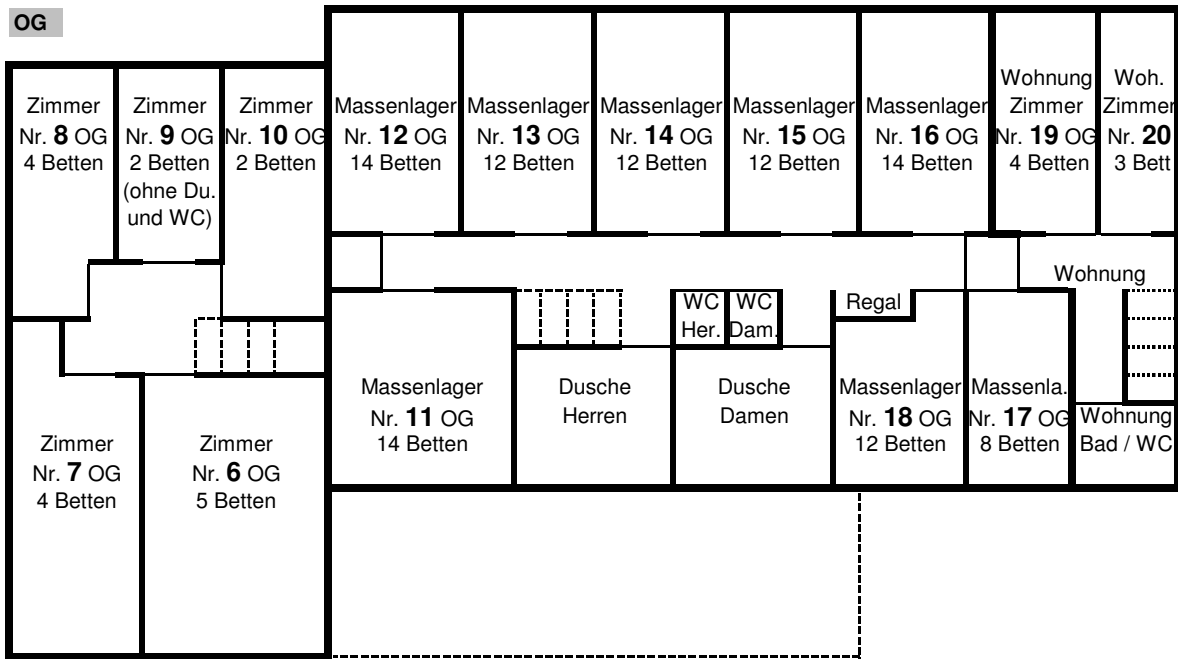 OG
Zimmer
Nr. 8 OG
4 Betten
Zimmer
Nr. 9 OG
2 Betten
(ohne Du.
und WC)
Zimmer
Nr. 10 OG
2 Betten
Massenlager
Nr. 12 OG
14 Betten
Massenlager
Nr. 13 OG
12 Betten
Massenlager
Nr. 14 OG
12 Betten
Massenlager
Nr. 15 OG
12 Betten
Massenlager
Nr. 16 OG
14 Betten
Wohnung
Zimmer
Nr. 19 OG
4 Betten
Woh.
Zimmer
Nr. 20
3 Bett
Wohnung
WC
Her.
WC
Dam.
Regal
Massenlager
Nr. 11 OG
14 Betten
Dusche
Herren
Dusche
Damen
Massenlager
Nr. 18 OG
12 Betten
Massenla.
Nr. 17 OG
8 Betten
Wohnung
Bad / WC
Zimmer
Nr. 7 OG
4 Betten
Zimmer
Nr. 6 OG
5 Betten